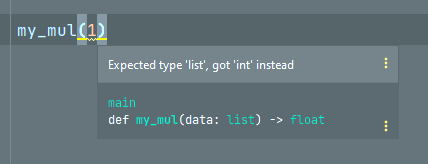 my_mul(1)
Expected type 'list', got 'int' instead
main
def my_mul(data: list) -> float